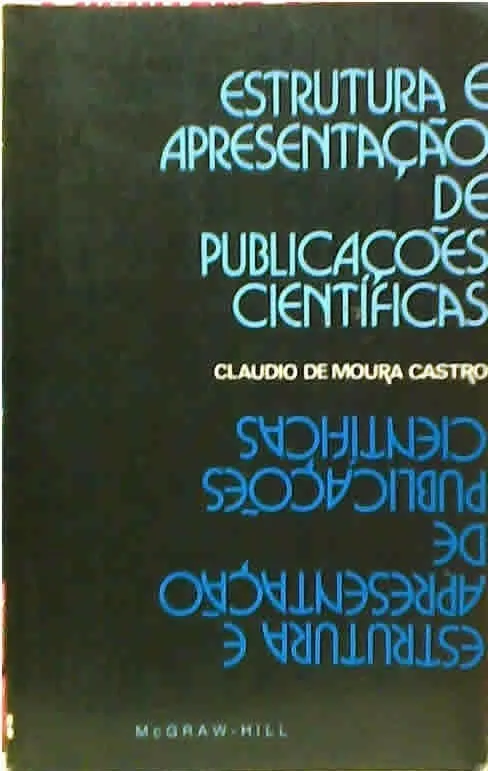 ESTRUTURA E
APRESENTAÇÃO
DE
PUBLICAÇÕES
CIENTÍFICAS
CLAUDIO DE MOURA CASTRO
CIENTÍFICAS
PUBLICAÇÕES
DE
APRESENTAÇÃO
ESTRUTURA E
McGRAW-HILL